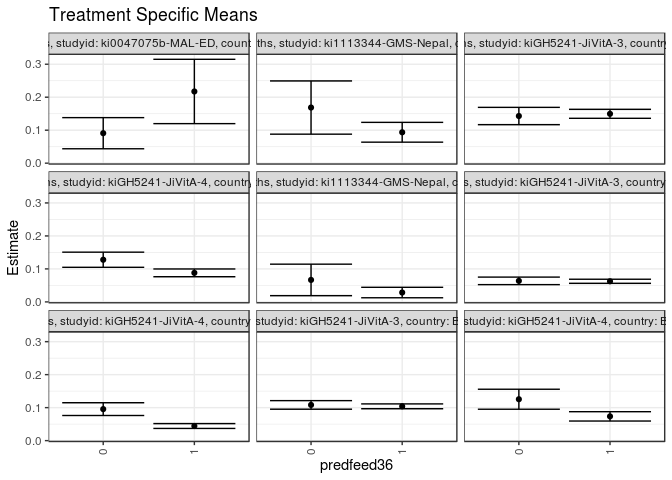 Treatment Specific Means
s, studyid: ki0047075b-MAL-ED, count
ths, studyid: ki1113344-GMS-Nepal, c
s, studyid: kiGH5241-JiVitA-3, country
0.3
0.2
0.1
0.0
s, studyid: kiGH5241-JiVitA-4, country
ths, studyid: ki1113344-GMS-Nepal, c
s, studyid: kiGH5241-JiVitA-3, country
0.3
0.2
0.1
0.0
Estimate
s, studyid: kiGH5241-JiVitA-4, country
studyid: kiGH5241-JiVitA-3, country: B
studyid: kiGH5241-JiVitA-4, country: B
0.3
0.2
0.1
0.0
0
1
0
1
0
1
predfeed36